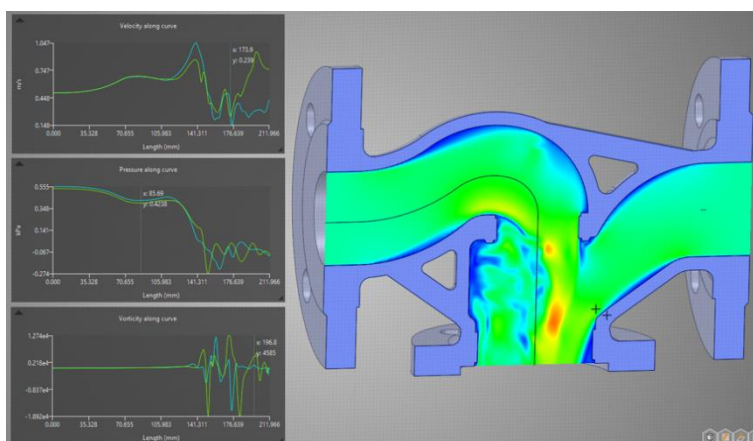 Velocity along curve
1.047
x: 173.9
y: 0.239
0.747
m/s
0.448
0.149
0.000 35.328 70.655 105.983 141.311 176.639 211.966
Length (mm)
Pressure along curve
0.555
x: 85.69
y: 0.4238
0.348
kPa
0.141
-0.067
-0.274
0.000 35.328 70.655 105.983 141.311 176.639 211.966
Length (mm)
Vorticity along curve
1.274e4
x: 196.8
y: 4585
0.218e4
-0.837e4
-1.892e4
0.000 35.328 70.655 105.983 141.311 176.639 211.966
Length (mm)